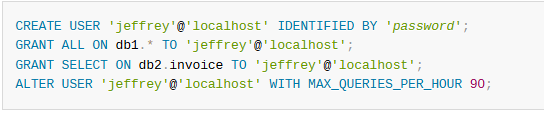 CREATE USER 'jeffrey'@'localhost' IDENTIFIED BY 'password';
GRANT ALL ON db1.* TO 'jeffrey'@'localhost';
GRANT SELECT ON db2.invoice TO 'jeffrey'@'localhost';
ALTER USER 'jeffrey'@'localhost' WITH MAX_QUERIES_PER_HOUR 90;